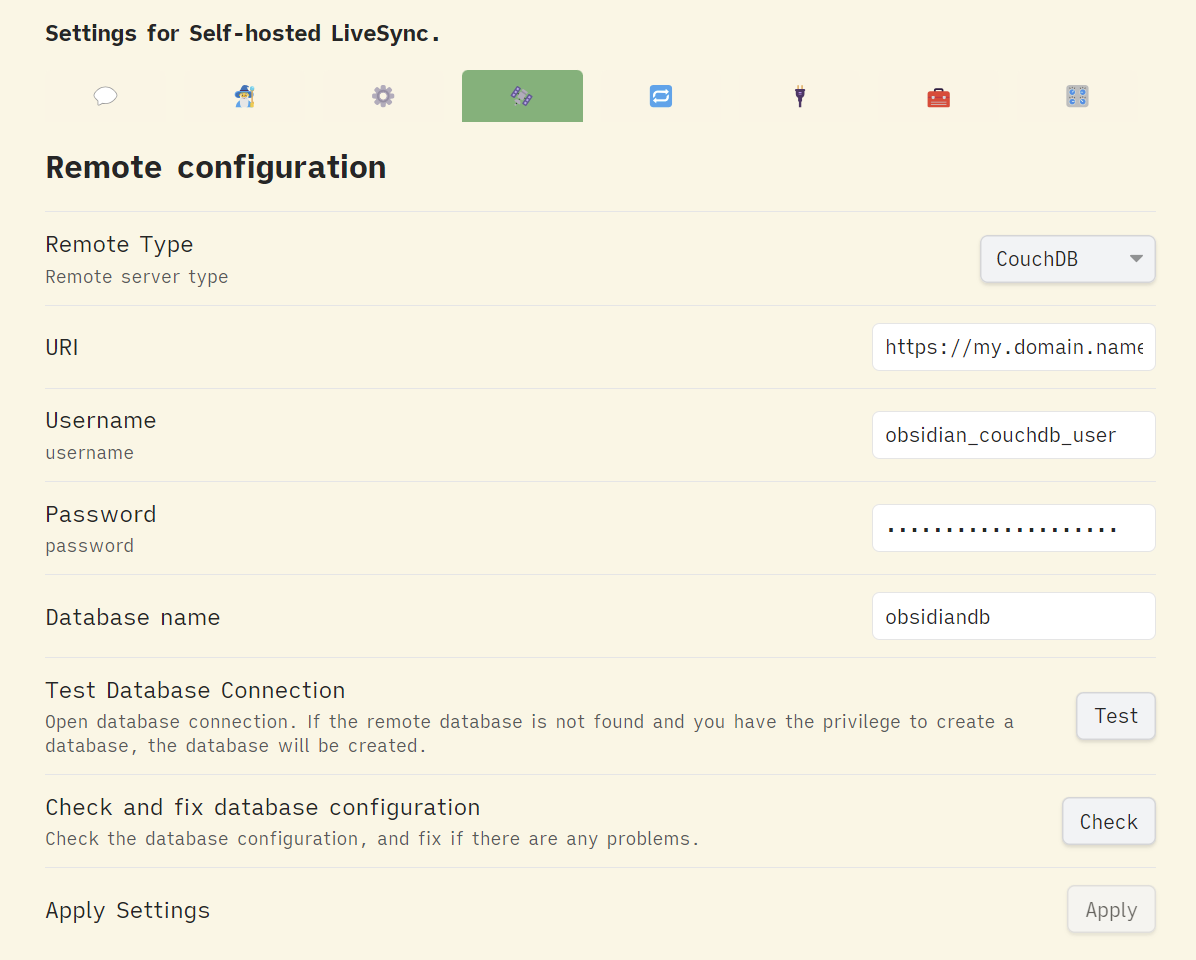 Settings for Self-hosted LiveSync.
Remote configuration
Remote Type
Remote server type
CouchDB
URI
https://my.domain.name
Username
username
obsidian_couchdb_user
Password
password
····················
Database name
obsidiandb
Test Database Connection
Open database connection. If the remote database is not found and you have the privilege to create a
database, the database will be created.
Test
Check and fix database configuration
Check the database configuration, and fix if there are any problems.
Check
Apply Settings
Apply